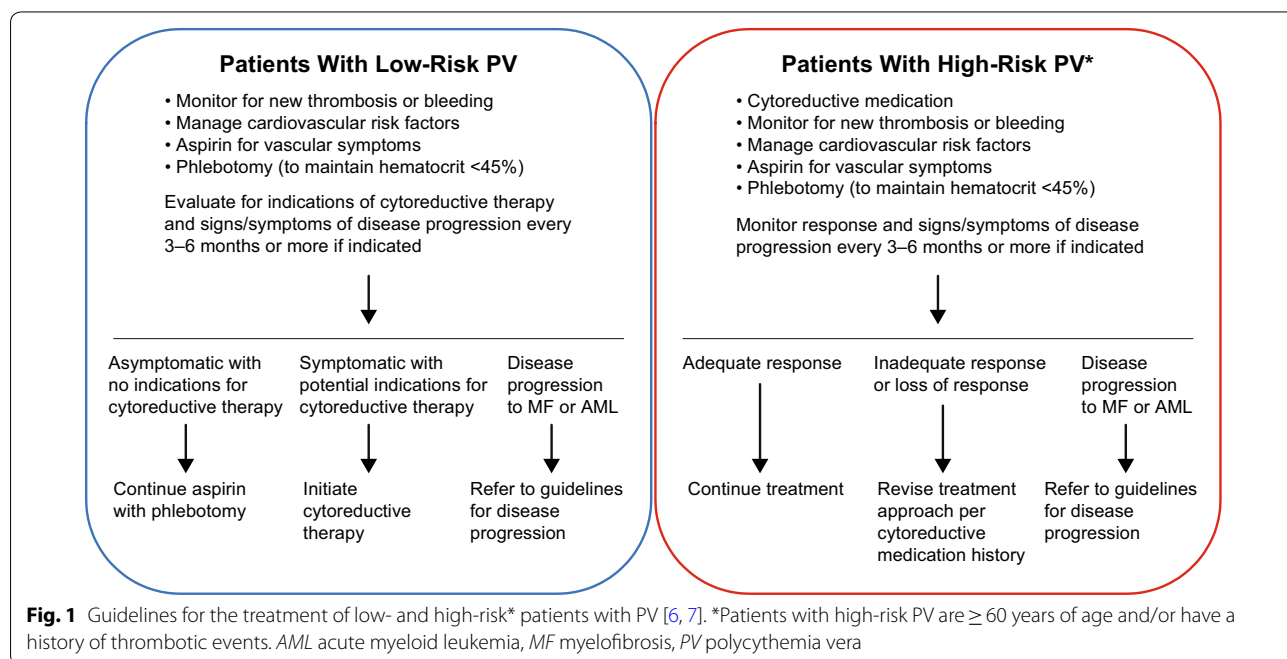 Patients With Low-Risk PV
• Monitor for new thrombosis or bleeding
• Manage cardiovascular risk factors
• Aspirin for vascular symptoms
• Phlebotomy (to maintain hematocrit <45%)
Evaluate for indications of cytoreductive therapy
and signs/symptoms of disease progression every
3–6 months or more if indicated
Asymptomatic with
no indications for
cytoreductive therapy
Symptomatic with
potential indications for
cytoreductive therapy
Disease
progression
to MF or AML
Continue aspirin
with phlebotomy
Initiate
cytoreductive
therapy
Refer to guidelines
for disease
progression
Patients With High-Risk PV*
• Cytoreductive medication
• Monitor for new thrombosis or bleeding
• Manage cardiovascular risk factors
• Aspirin for vascular symptoms
• Phlebotomy (to maintain hematocrit <45%)
Monitor response and signs/symptoms of disease
progression every 3–6 months or more if indicated
Adequate response
Inadequate response
or loss of response
Disease
progression
to MF or AML
Continue treatment
Revise treatment
approach per
cytoreductive
medication history
Refer to guidelines
for disease
progression
Fig. 1 Guidelines for the treatment of low- and high-risk* patients with PV [6, 7]. *Patients with high-risk PV are ≥ 60 years of age and/or have a
history of thrombotic events. AML acute myeloid leukemia, MF myelofibrosis, PV polycythemia vera